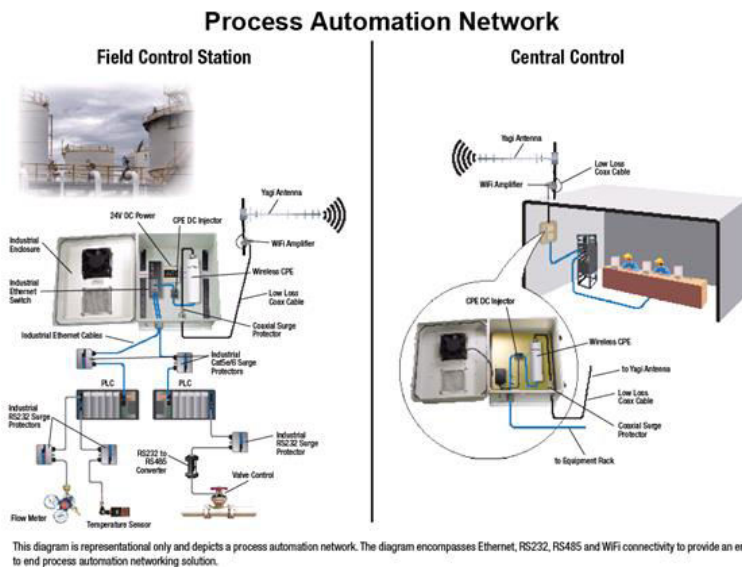 Process Automation Network
Field Control Station
Central Control
Yagi Antenna
Low Loss
Coax Cable
WiFi Amplifier
24V DC Power
CPE DC Injector
Yagi Antenna
WiFi Amplifier
Industrial
Enclosure
Industrial
Ethernet
Switch
Wireless CPE
Low Loss
Coax Cable
Coaxial Surge
Protector
Industrial Ethernet Cables
Industrial
Cat5e/6 Surge
Protectors
PLC
PLC
Industrial
RS232 Surge
Protectors
RS232 to
RS485
Converter
Industrial
RS232 Surge
Protector
Valve Control
Flow Meter
Temperature Sensor
CPE DC Injector
Wireless CPE
to Yagi Antenna
Low Loss
Coax Cable
Coaxial Surge
Protector
to Equipment Rack
This diagram is representational only and depicts a process automation network. The diagram encompasses Ethernet, RS232, RS485 and WiFi connectivity to provide an en
to end process automation networking solution.